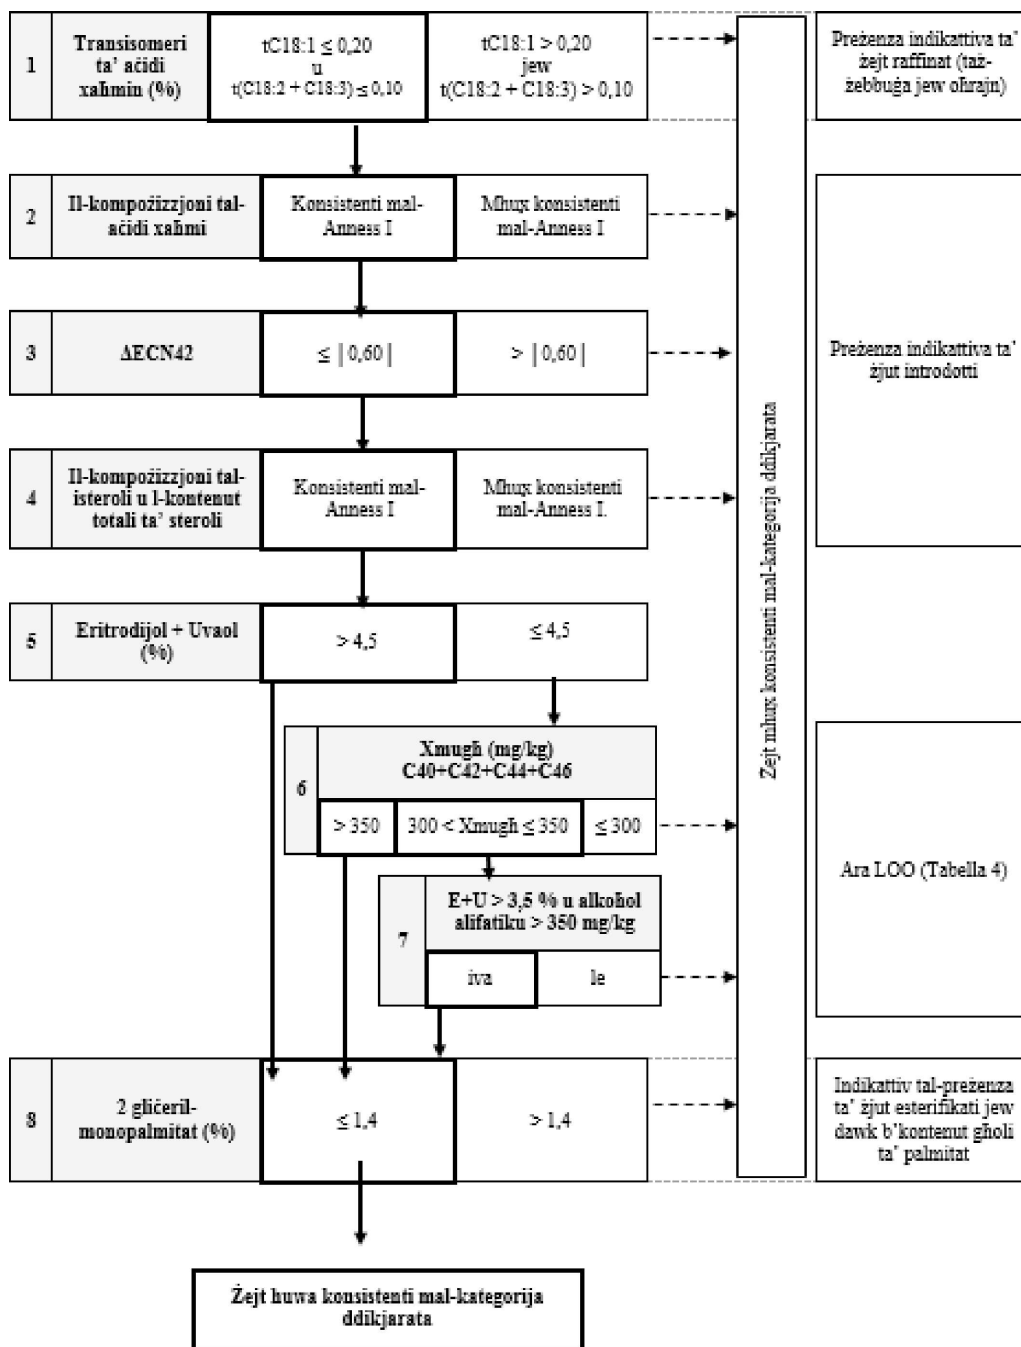 1
Transisomeri
ta' aċidi
xaħmin (%)
tC18:1 ≤ 0,20
u
t(C18:2 + C18:3) ≤ 0,10
tC18:1 > 0,20
jew
t(C18:2 + C18:3) > 0,10
Preżenza indikattiva ta'
żejt raffinat (taż-
żebbuġa jew oħrajn)
2
Il-kompożizzjoni tal-
aċidi xaħmi
Konsistenti mal-
Anness I
Mhux konsistenti
mal-Anness I
3
ΔECN42
≤ | 0,60 |
> | 0,60 |
Preżenza indikattiva ta'
żjut introdotti
4
Il-kompożizzjoni tal-
isteroli u l-kontenut
totali ta' steroli
Konsistenti mal-
Anness I
Mhux konsistenti
mal-Anness I.
Żejt mhux konsistenti mal-kategorija ddikjarata
5
Eritrodijol + Uvaol
(%)
> 4,5
≤ 4,5
6
Xmugħ (mg/kg)
C40+C42+C44+C46
> 350
300 < Xmugħ ≤ 350
≤ 300
Ara LOO (Tabella 4)
7
E+U > 3,5 % u alkoħol
alifatiku > 350 mg/kg
iva
le
8
2 gliċeril-
monopalmitat (%)
≤ 1,4
> 1,4
Indikattiv tal-preżenza
ta' żjut esterifikati jew
dawk b'kontenut għoli
ta' palmitat
Żejt huwa konsistenti mal-kategorija
ddikjarata